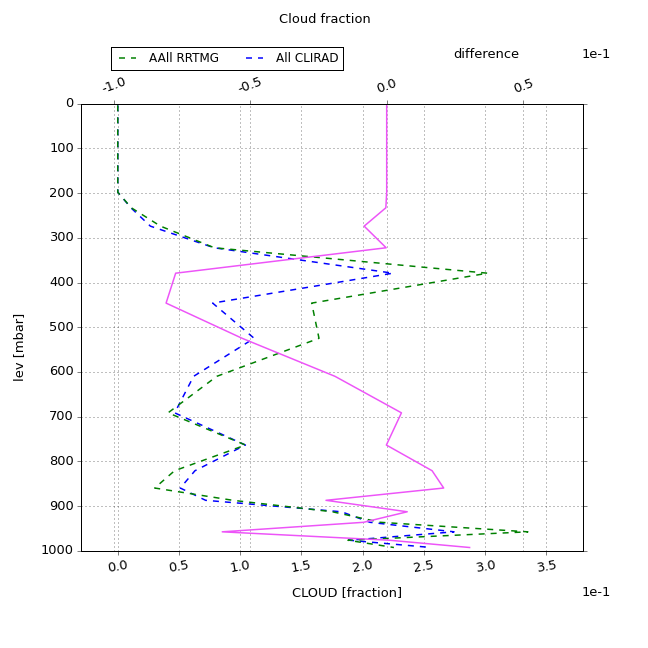 Cloud fraction
AAll RRTMG All CLIRAD difference 1e-1
-1.0 -0.5 0.0 0.5
0
100
200
300
400
500
600
700
800
900
1000
lev [mbar]
0.0 0.5 1.0 1.5 2.0 2.5 3.0 3.5
CLOUD [fraction] 1e-1